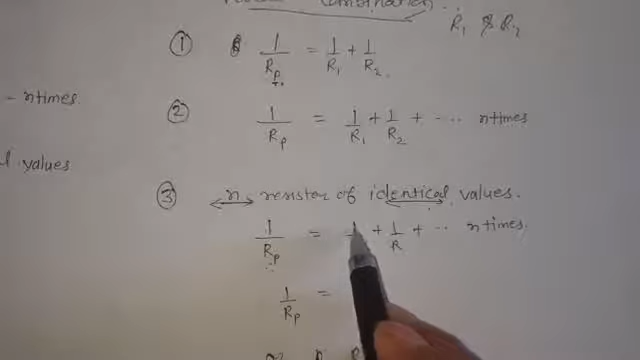 Combination
R₁ & R₂
① 1/Rₚ = 1/R₁ + 1/R₂
- n times.
② 1/Rₚ = 1/R₁ + 1/R₂ + ... n times
values
③ n resistor of identical values.
1/Rₚ = + 1/R + ... n times
1/Rₚ =